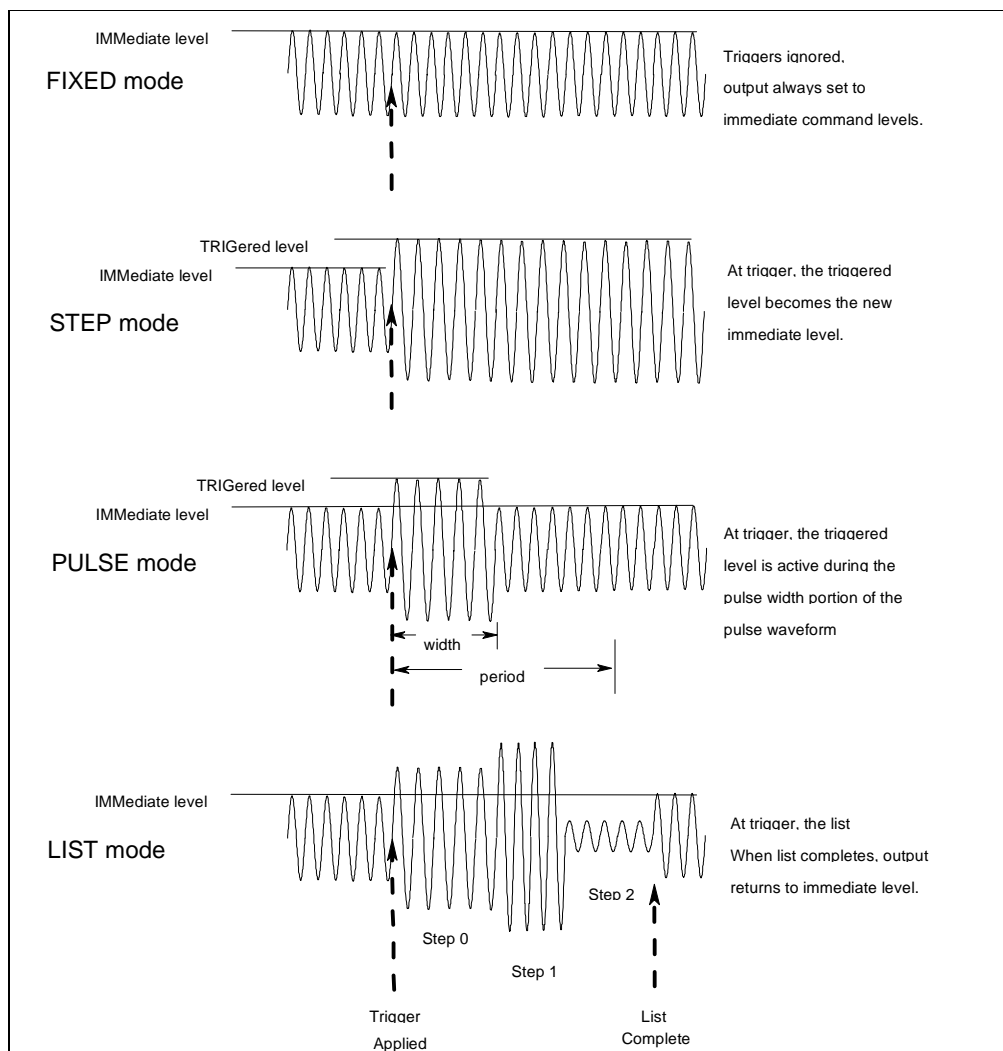 IMMediate level
FIXED mode
Triggers ignored,
output always set to
immediate command levels.
TRIGered level
IMMediate level
STEP mode
At trigger, the triggered
level becomes the new
immediate level.
TRIGered level
IMMediate level
PULSE mode
At trigger, the triggered
level is active during the
pulse width portion of the
pulse waveform
width
period
IMMediate level
LIST mode
At trigger, the list
When list completes, output
returns to immediate level.
Step 0
Step 1
Step 2
Trigger
Applied
List
Complete